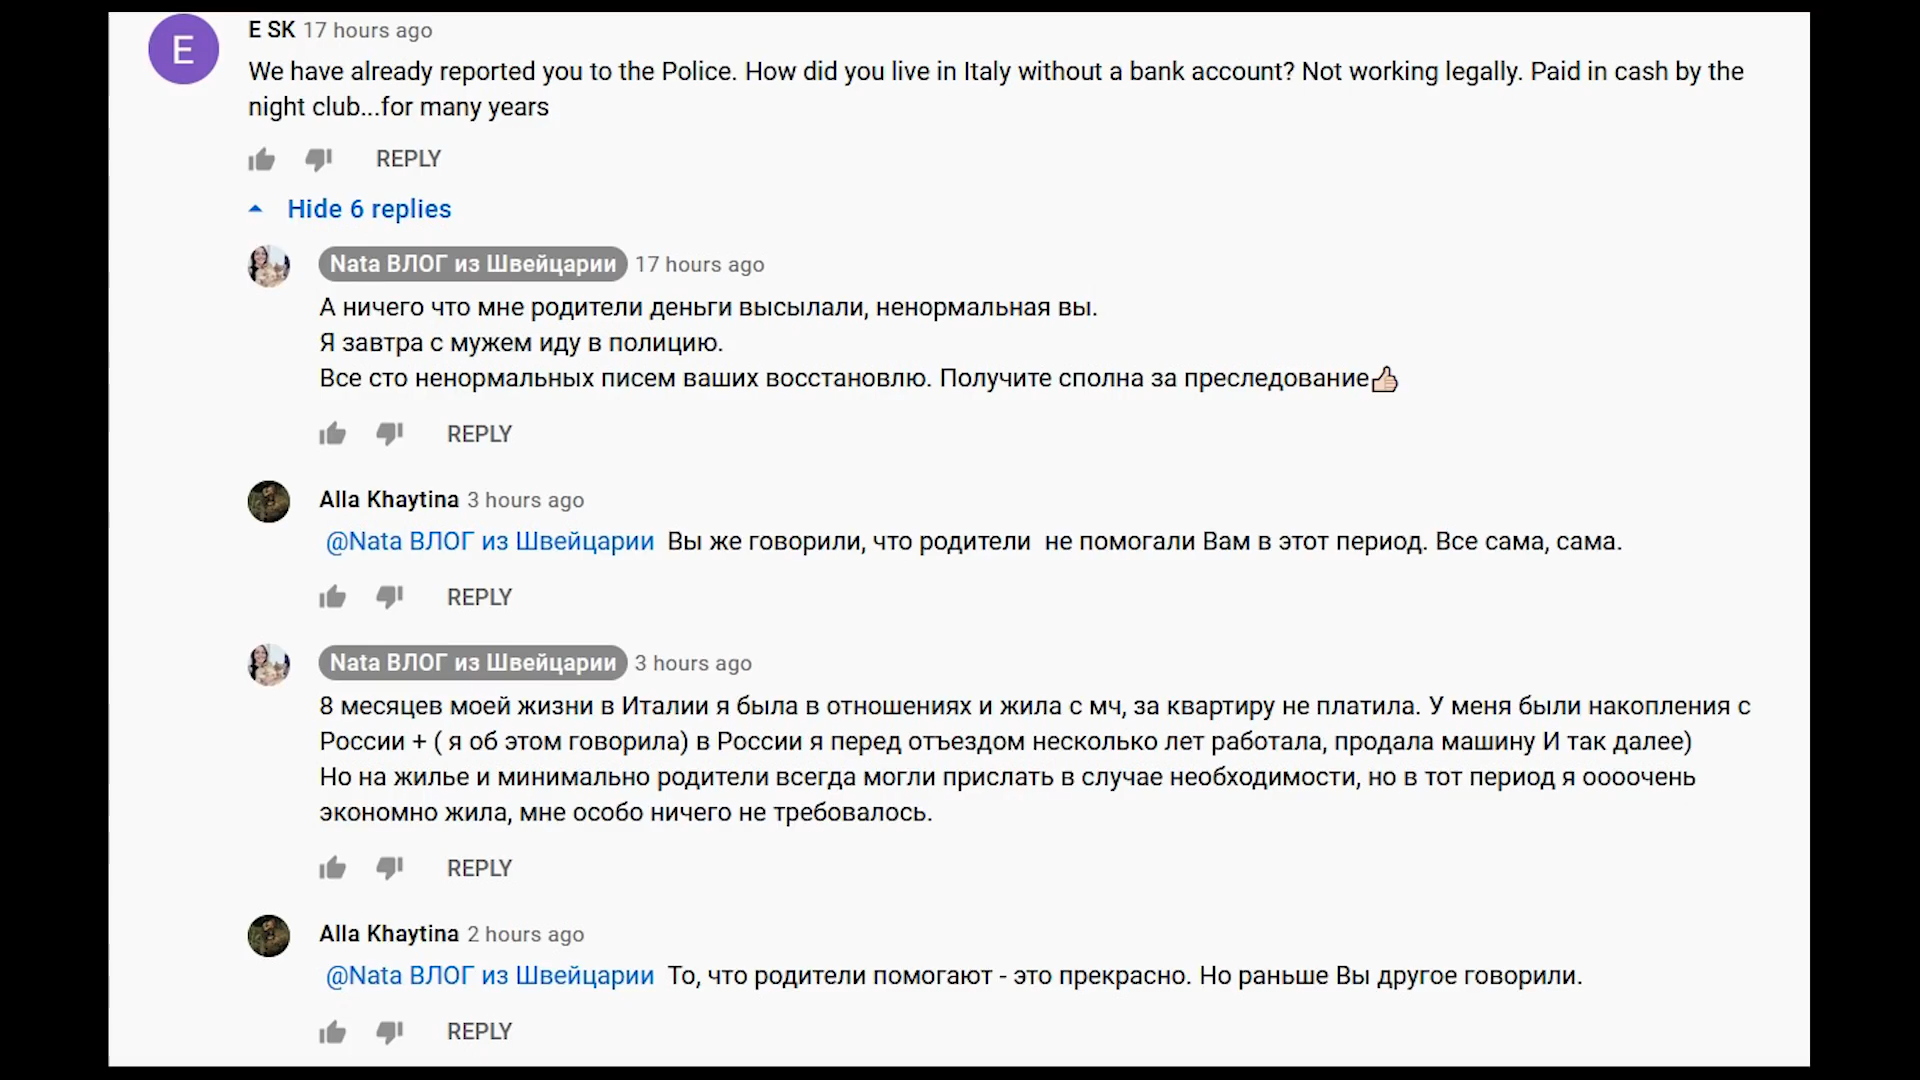 E
E SK 17 hours ago
We have already reported you to the Police. How did you live in Italy without a bank account? Not working legally. Paid in cash by the
night club...for many years
REPLY
Hide 6 replies
Nata ВЛОГ из Швейцарии 17 hours ago
А ничего что мне родители деньги высылали, ненормальная вы.
Я завтра с мужем иду в полицию.
Все сто ненормальных писем ваших восстановлю. Получите сполна за преследование👍🏻
REPLY
Alla Khaytina 3 hours ago
@Nata ВЛОГ из Швейцарии Вы же говорили, что родители не помогали Вам в этот период. Все сама, сама.
REPLY
Nata ВЛОГ из Швейцарии 3 hours ago
8 месяцев моей жизни в Италии я была в отношениях и жила с мч, за квартиру не платила. У меня были накопления с
России + ( я об этом говорила) в России я перед отъездом несколько лет работала, продала машину И так далее)
Но на жилье и минимально родители всегда могли прислать в случае необходимости, но в тот период я оооочень
экономно жила, мне особо ничего не требовалось.
REPLY
Alla Khaytina 2 hours ago
@Nata ВЛОГ из Швейцарии То, что родители помогают - это прекрасно. Но раньше Вы другое говорили.
REPLY